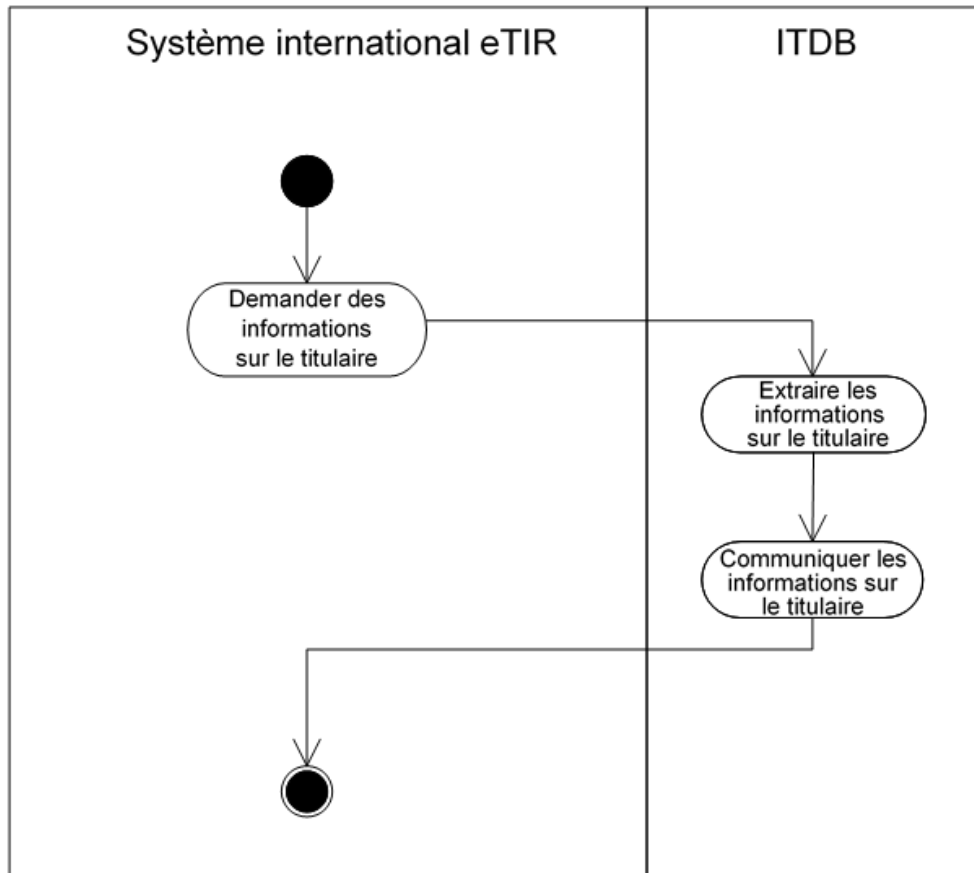 Système international eTIR
ITDB
Demander des
informations
sur le titulaire
Extraire les
informations
sur le titulaire
Communiquer les
informations sur
le titulaire